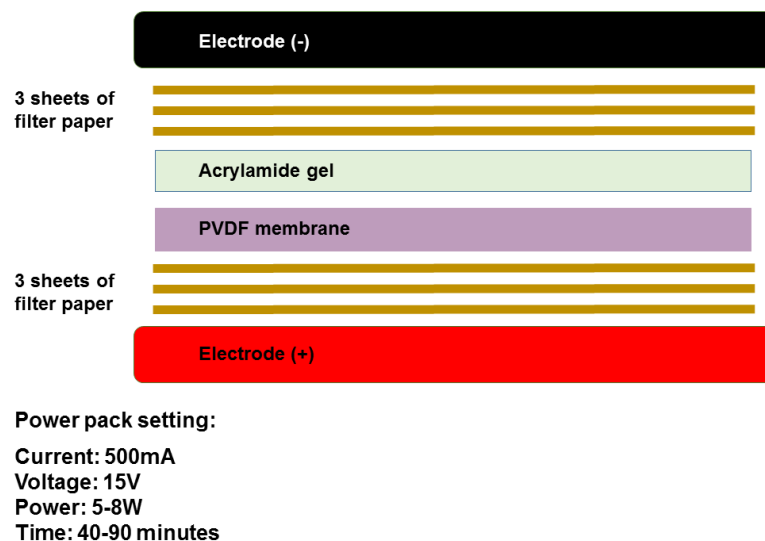 Electrode (-)
3 sheets of
filter paper
Acrylamide gel
PVDF membrane
3 sheets of
filter paper
Electrode (+)
Power pack setting:
Current: 500mA
Voltage: 15V
Power: 5-8W
Time: 40-90 minutes